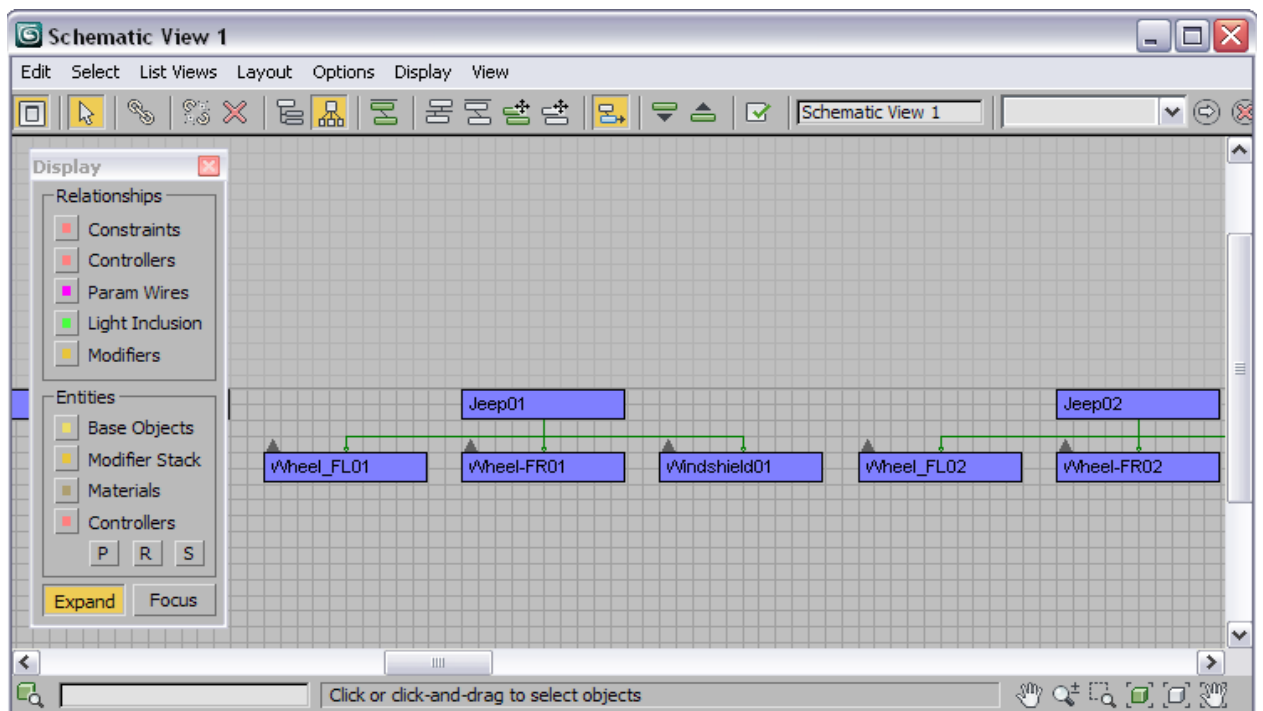 Schematic View 1
Edit Select List Views Layout Options Display View
Schematic View 1
Display
Relationships
Constraints
Controllers
Param Wires
Light Inclusion
Modifiers
Entities
Base Objects
Modifier Stack
Materials
Controllers
P R S
Expand Focus
Jeep01
Jeep02
Wheel_FL01
Wheel-FR01
Windshield01
Wheel_FL02
Wheel-FR02
Click or click-and-drag to select objects